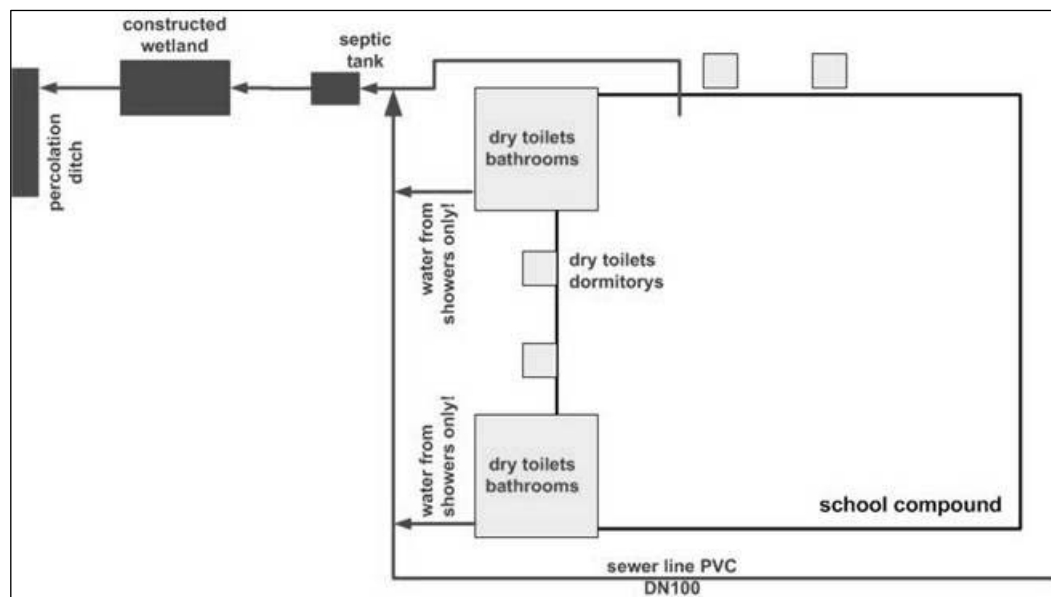 constructed
wetland
septic
tank
percolation
ditch
dry toilets
bathrooms
water from
showers only!
dry toilets
dormitorys
water from
showers only!
dry toilets
bathrooms
school compound
sewer line PVC
DN100